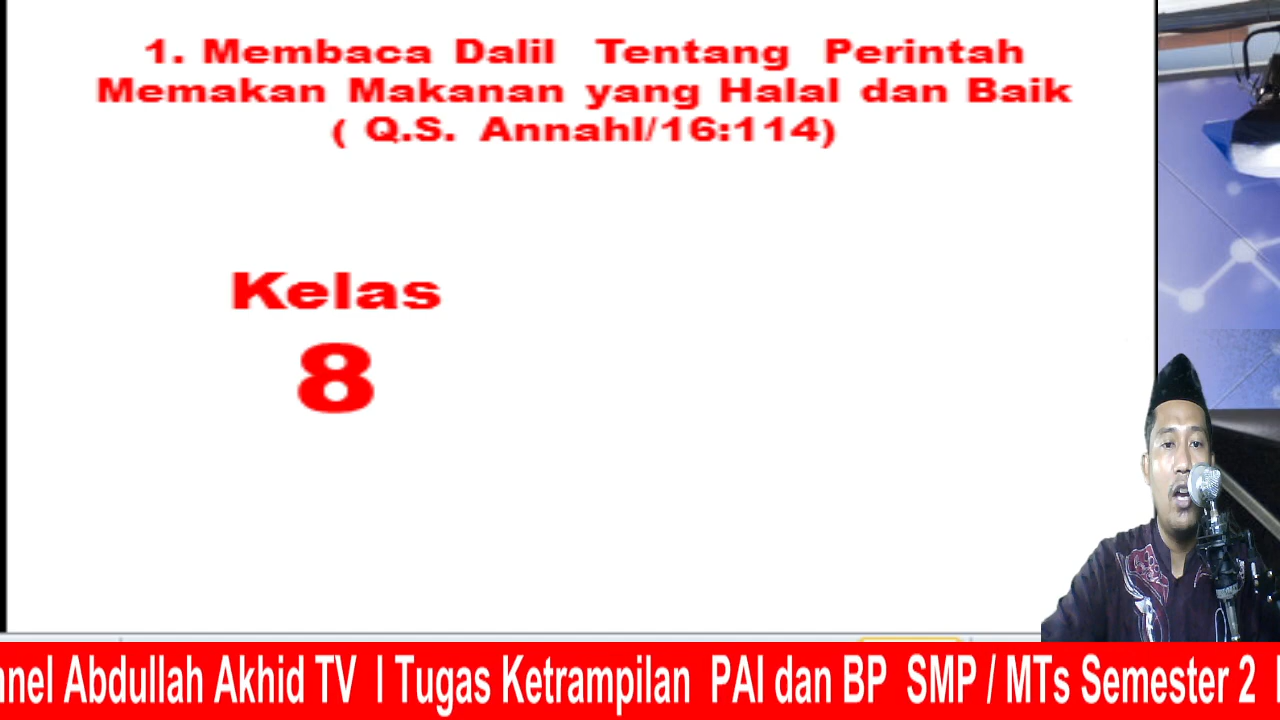 1. Membaca Dalil Tentang Perintah
Memakan Makanan yang Halal dan Baik
( Q.S. Annahl/16:114)
Kelas
8
Abdullah Akhid TV l Tugas Ketrampilan PAI dan BP SMP / MTs Semester 2